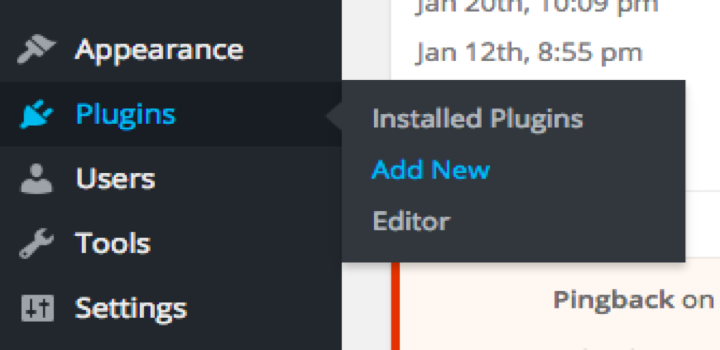 Appearance
Plugins
Users
Tools
Settings
Jan 20th, 10:09 pm
Jan 12th, 8:55 pm
Installed Plugins
Add New
Editor
Pingback on